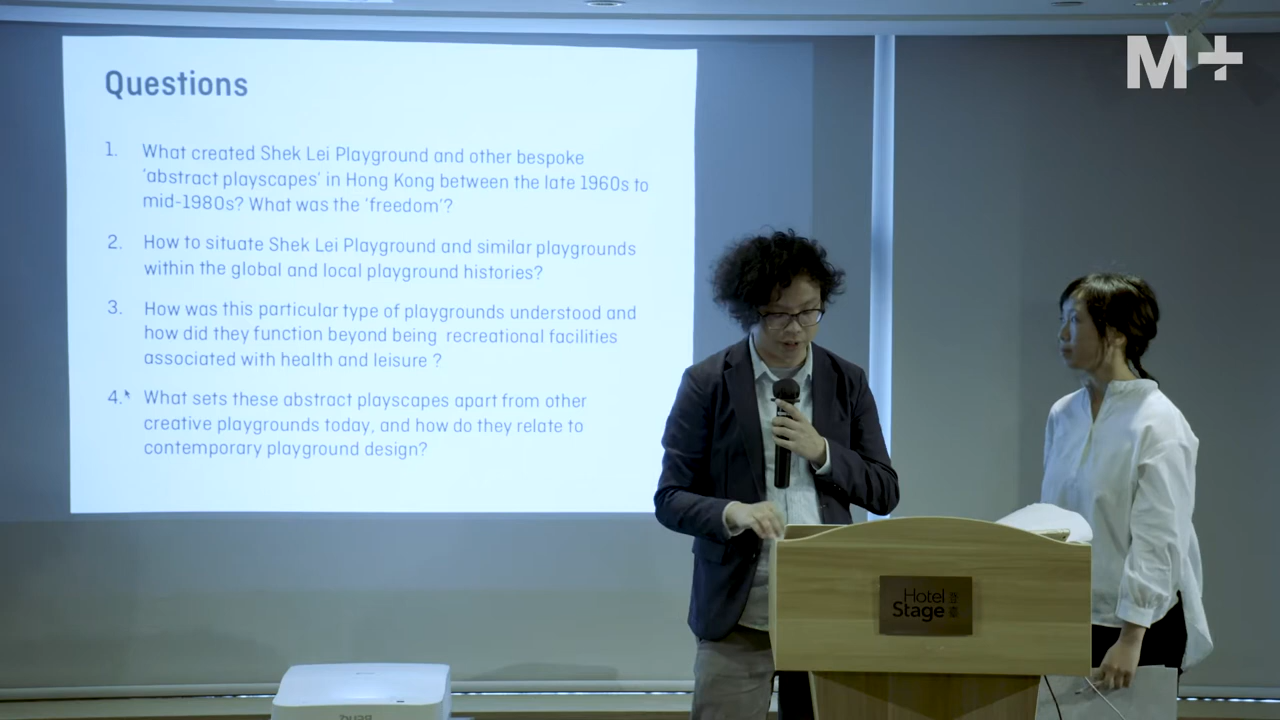 M+
Questions
1. What created Shek Lei Playground and other bespoke
'abstract playscapes' in Hong Kong between the late 1960s to
mid-1980s? What was the 'freedom'?
2. How to situate Shek Lei Playground and similar playgrounds
within the global and local playground histories?
3. How was this particular type of playgrounds understood and
how did they function beyond being recreational facilities
associated with health and leisure ?
4. What sets these abstract playscapes apart from other
creative playgrounds today, and how do they relate to
contemporary playground design?
Hotel
Stage
BenQ